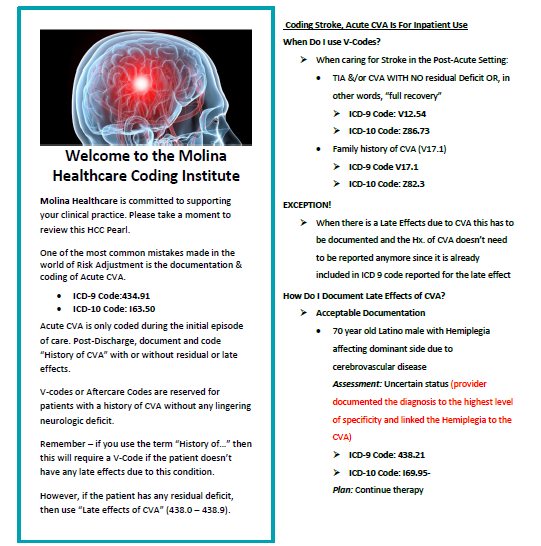 Welcome to the Molina
Healthcare Coding Institute
Molina Healthcare is committed to supporting
your clinical practice. Please take a moment to
review this HCC Pearl.
One of the most common mistakes made in the
world of Risk Adjustment is the documentation &
coding of Acute CVA.
• ICD-9 Code:434.91
• ICD-10 Code: I63.50
Acute CVA is only coded during the initial episode
of care. Post-Discharge, document and code
"History of CVA" with or without residual or late
effects.
V-codes or Aftercare Codes are reserved for
patients with a history of CVA without any lingering
neurologic deficit.
Remember – if you use the term "History of…" then
this will require a V-Code if the patient doesn't
have any late effects due to this condition.
However, if the patient has any residual deficit,
then use "Late effects of CVA" (438.0 – 438.9).
Coding Stroke, Acute CVA Is For Inpatient Use
When Do I use V-Codes?
➤ When caring for Stroke in the Post-Acute Setting:
• TIA &/or CVA WITH NO residual Deficit OR, in
other words, "full recovery"
➤ ICD-9 Code: V12.54
➤ ICD-10 Code: Z86.73
• Family history of CVA (V17.1)
➤ ICD-9 Code V17.1
➤ ICD-10 Code: Z82.3
EXCEPTION!
➤ When there is a Late Effects due to CVA this has to
be documented and the Hx. of CVA doesn't need
to be reported anymore since it is already
included in ICD 9 code reported for the late effect
How Do I Document Late Effects of CVA?
➤ Acceptable Documentation
• 70 year old Latino male with Hemiplegia
affecting dominant side due to
cerebrovascular disease
Assessment: Uncertain status (provider
documented the diagnosis to the highest level
of specificity and linked the Hemiplegia to the
CVA)
➤ ICD-9 Code: 438.21
➤ ICD-10 Code: I69.95-
Plan: Continue therapy